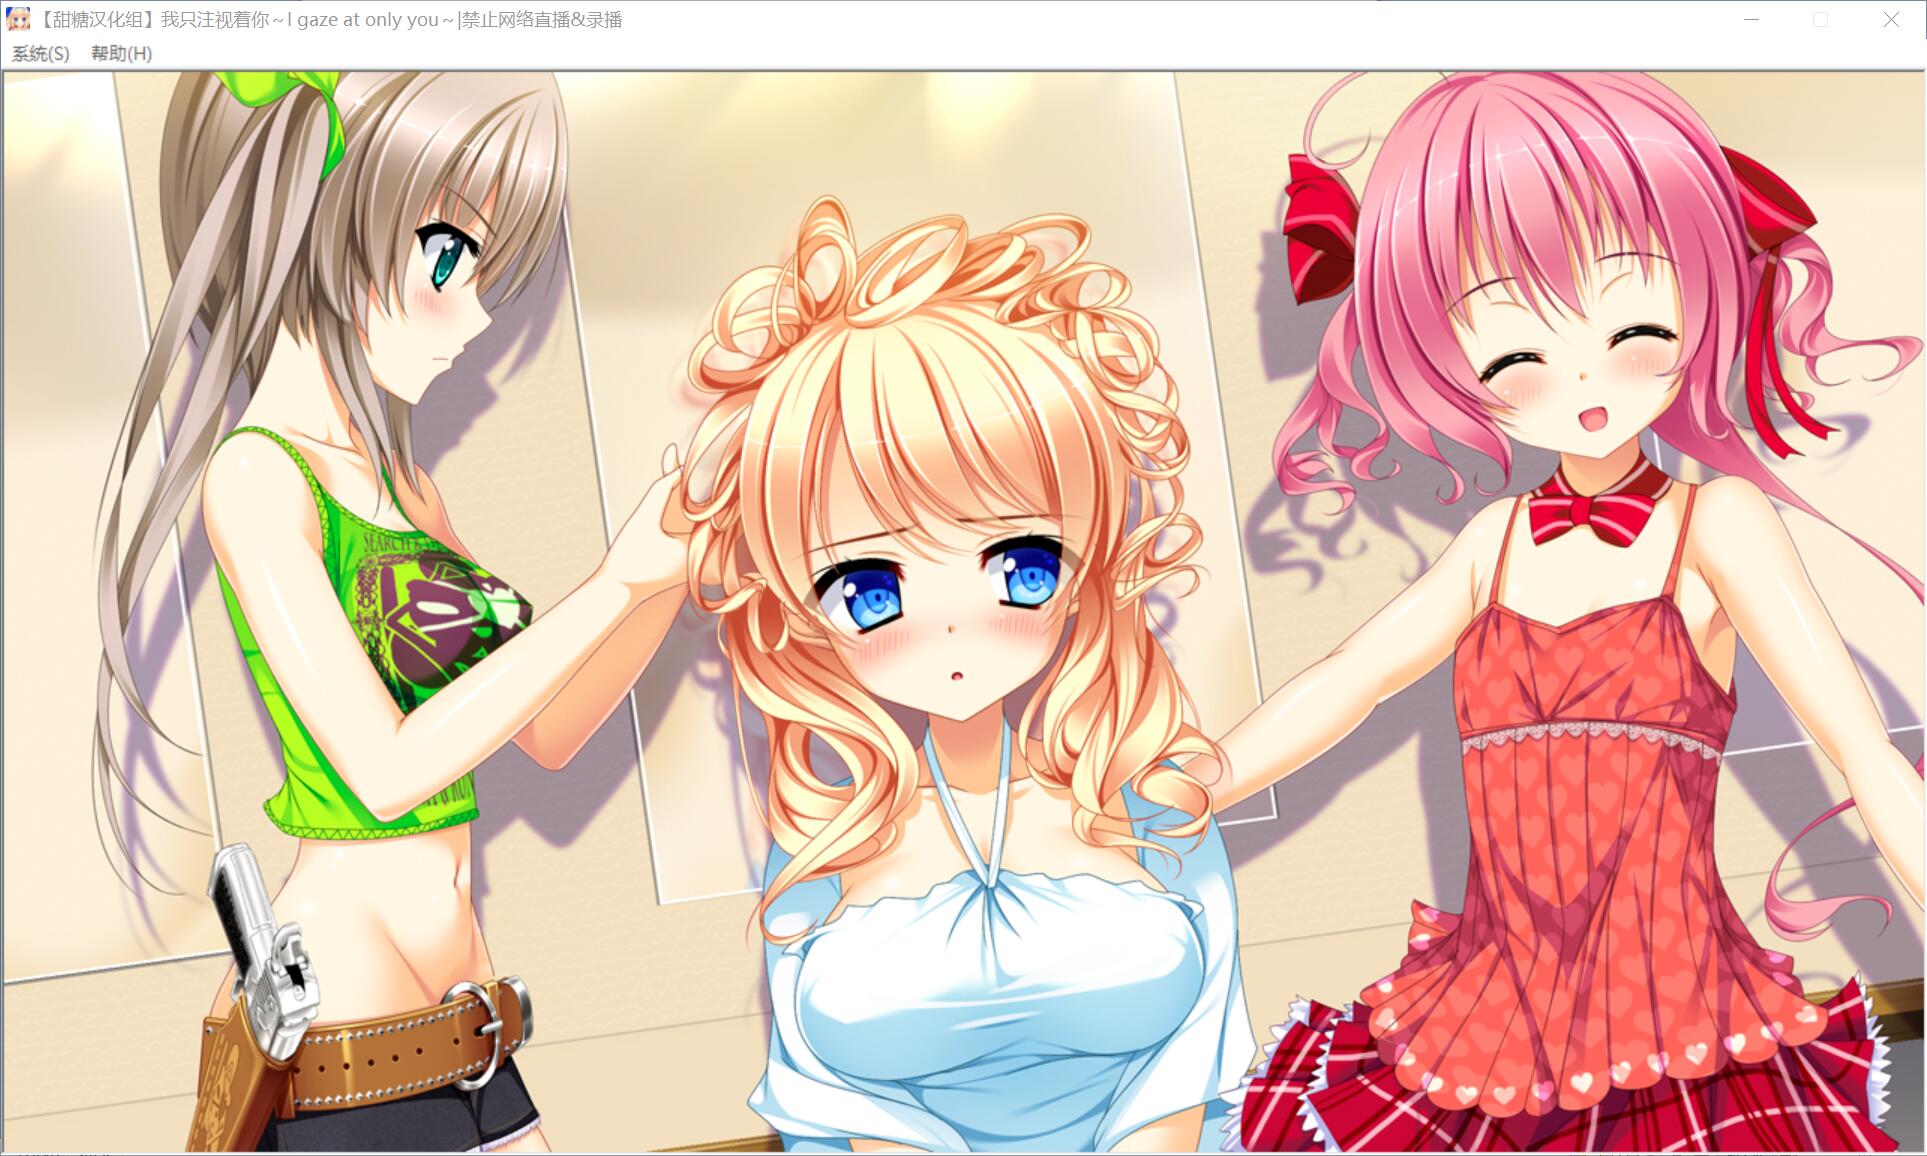 【甜糖汉化组】我只注视着你～I gaze at only you～|禁止网络直播&录播
系统(S) 帮助(H)